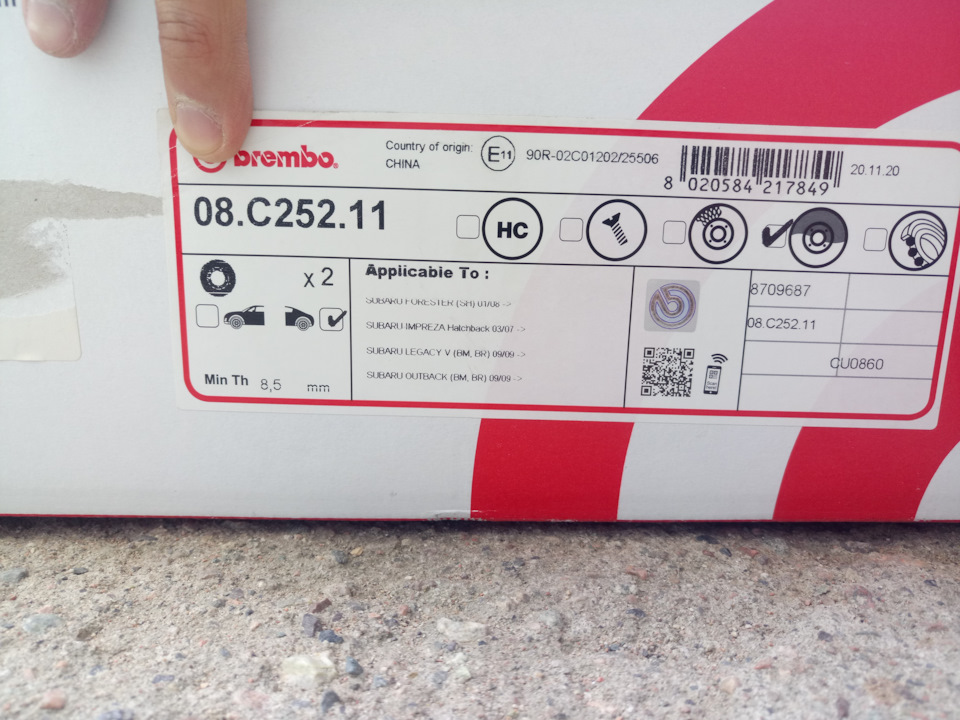 brembo.
Country of origin:
CHINA
E11
90R-02C01202/25506
8 020584 217849
20.11.20
08.C252.11
HC
x 2
Applicable To :
SUBARU FORESTER (SH) 01/08 ->
SUBARU IMPREZA Hatchback 03/07 ->
SUBARU LEGACY V (BM, BR) 09/09 ->
SUBARU OUTBACK (BM, BR) 09/09 ->
Min Th 8,5 mm
8709687
08.C252.11
CU0860